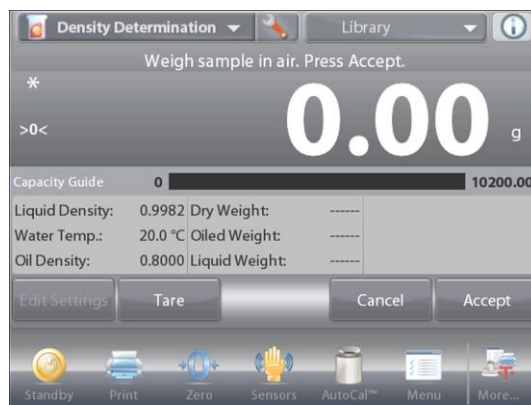 Density Determination Library
Weigh sample in air. Press Accept.
*
>0< 0.00 g
Capacity Guide 0 10200.00
Liquid Density: 0.9982 Dry Weight: ------
Water Temp.: 20.0 °C Oiled Weight: ------
Oil Density: 0.8000 Liquid Weight: ------
Edit Settings Tare Cancel Accept
Standby Print Zero Sensors AutoCal™ Menu More...